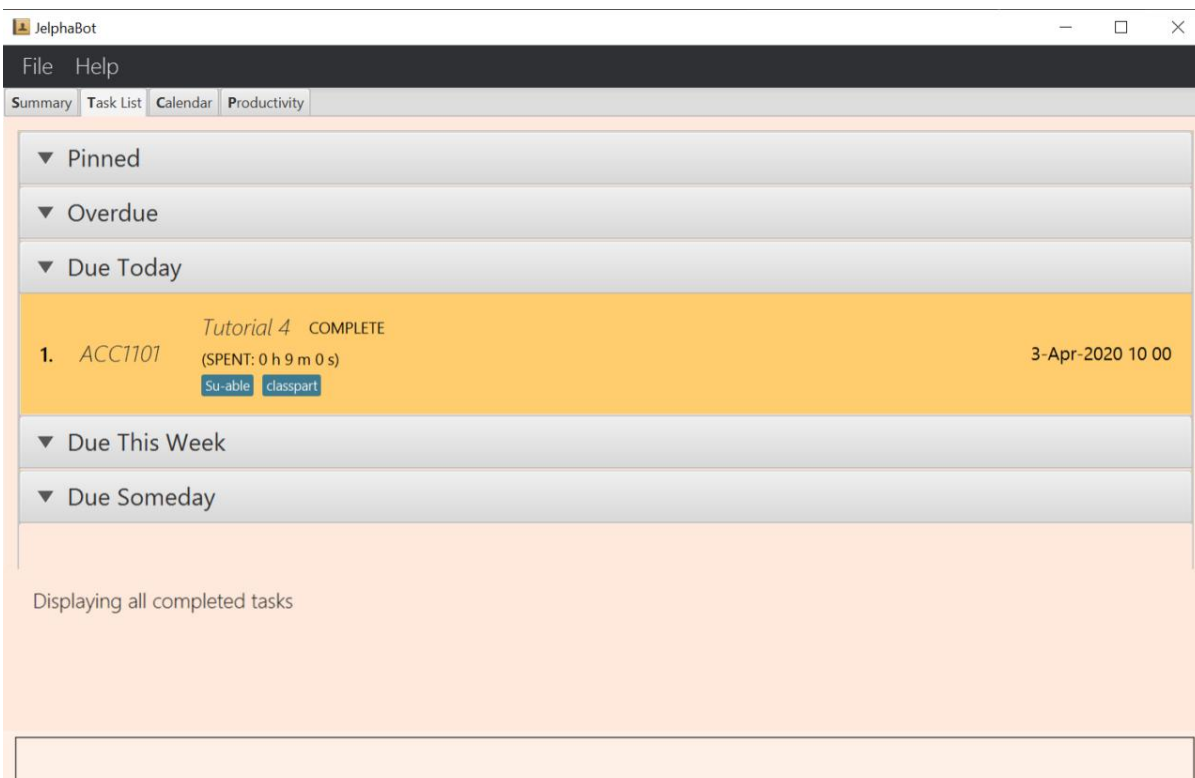 JelphaBot
File Help
Summary Task List Calendar Productivity
Pinned
Overdue
Due Today
1. ACC1101 Tutorial 4 COMPLETE 3-Apr-2020 10 00
(SPENT: 0 h 9 m 0 s)
Su-able classpart
Due This Week
Due Someday
Displaying all completed tasks